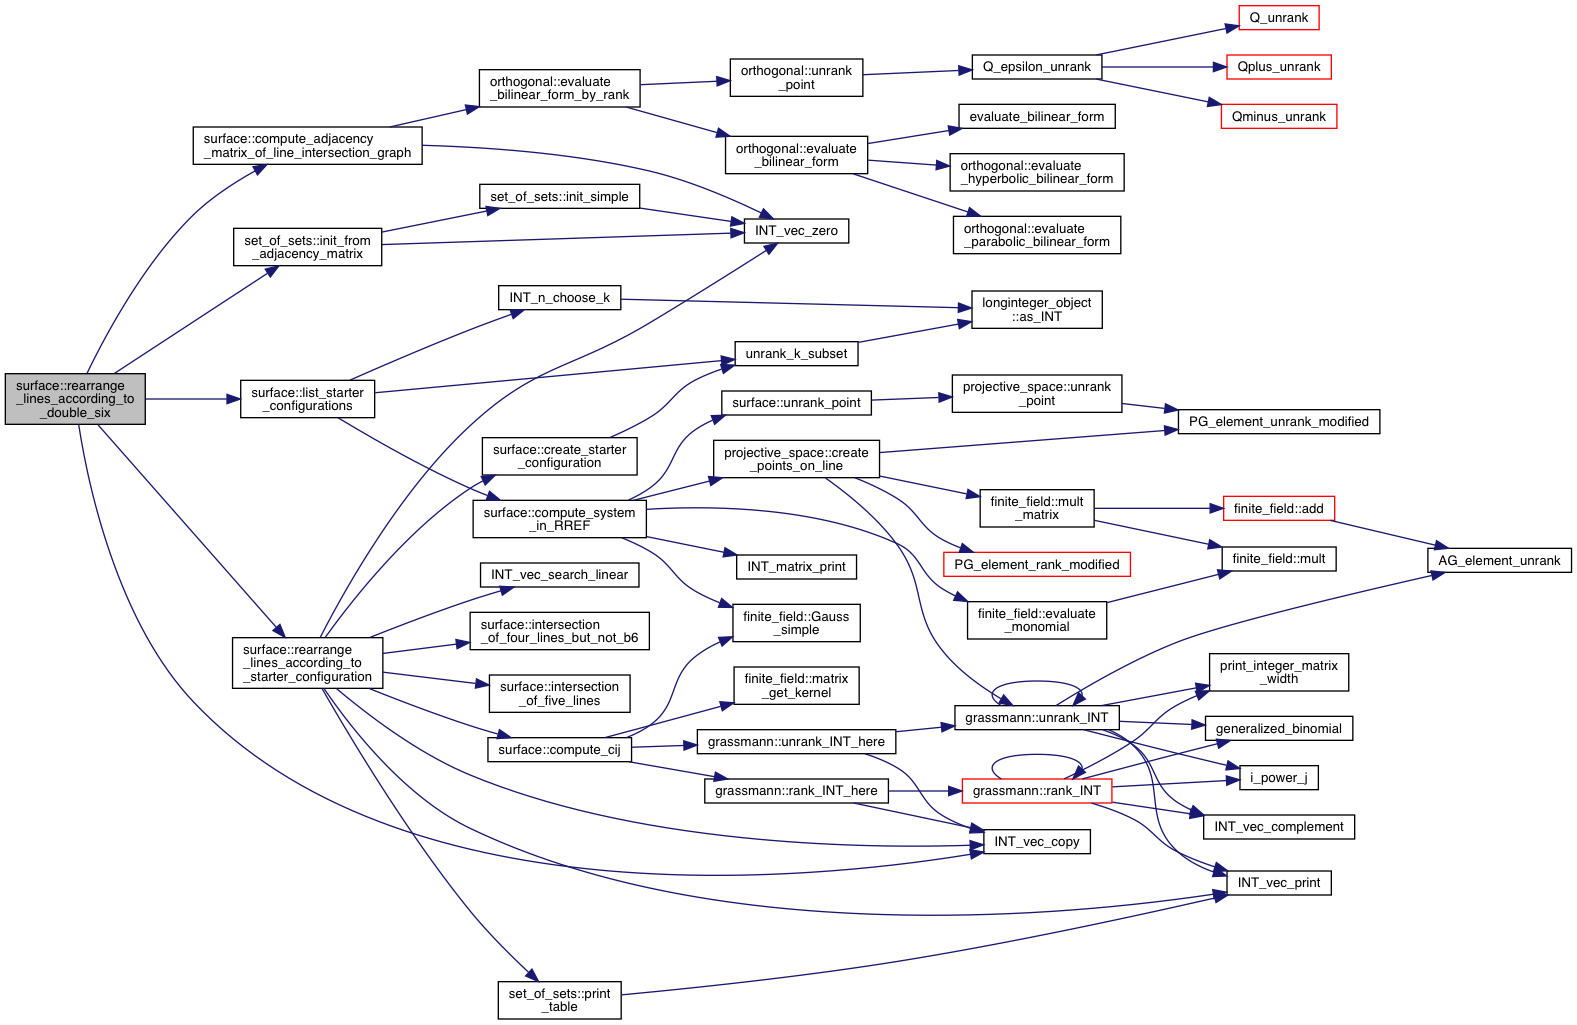 surface::rearrange
_lines_according_to
_double_six
surface::compute_adjacency
_matrix_of_line_intersection_graph
set_of_sets::init_from
_adjacency_matrix
surface::list_starter
_configurations
surface::rearrange
_lines_according_to
_starter_configuration
orthogonal::evaluate
_bilinear_form_by_rank
set_of_sets::init_simple
INT_n_choose_k
surface::create_starter
_configuration
surface::compute_system
_in_RREF
INT_vec_search_linear
surface::intersection
_of_four_lines_but_not_b6
surface::intersection
_of_five_lines
surface::compute_cij
set_of_sets::print
_table
orthogonal::unrank
_point
orthogonal::evaluate
_bilinear_form
INT_vec_zero
unrank_k_subset
surface::unrank_point
projective_space::create
_points_on_line
INT_matrix_print
finite_field::Gauss
_simple
finite_field::matrix
_get_kernel
grassmann::unrank_INT_here
grassmann::rank_INT_here
Q_epsilon_unrank
evaluate_bilinear_form
orthogonal::evaluate
_hyperbolic_bilinear_form
orthogonal::evaluate
_parabolic_bilinear_form
longinteger_object
::as_INT
projective_space::unrank
_point
finite_field::mult
_matrix
PG_element_rank_modified
finite_field::evaluate
_monomial
grassmann::unrank_INT
grassmann::rank_INT
INT_vec_copy
Q_unrank
Qplus_unrank
Qminus_unrank
PG_element_unrank_modified
finite_field::add
finite_field::mult
AG_element_unrank
print_integer_matrix
_width
generalized_binomial
i_power_j
INT_vec_complement
INT_vec_print